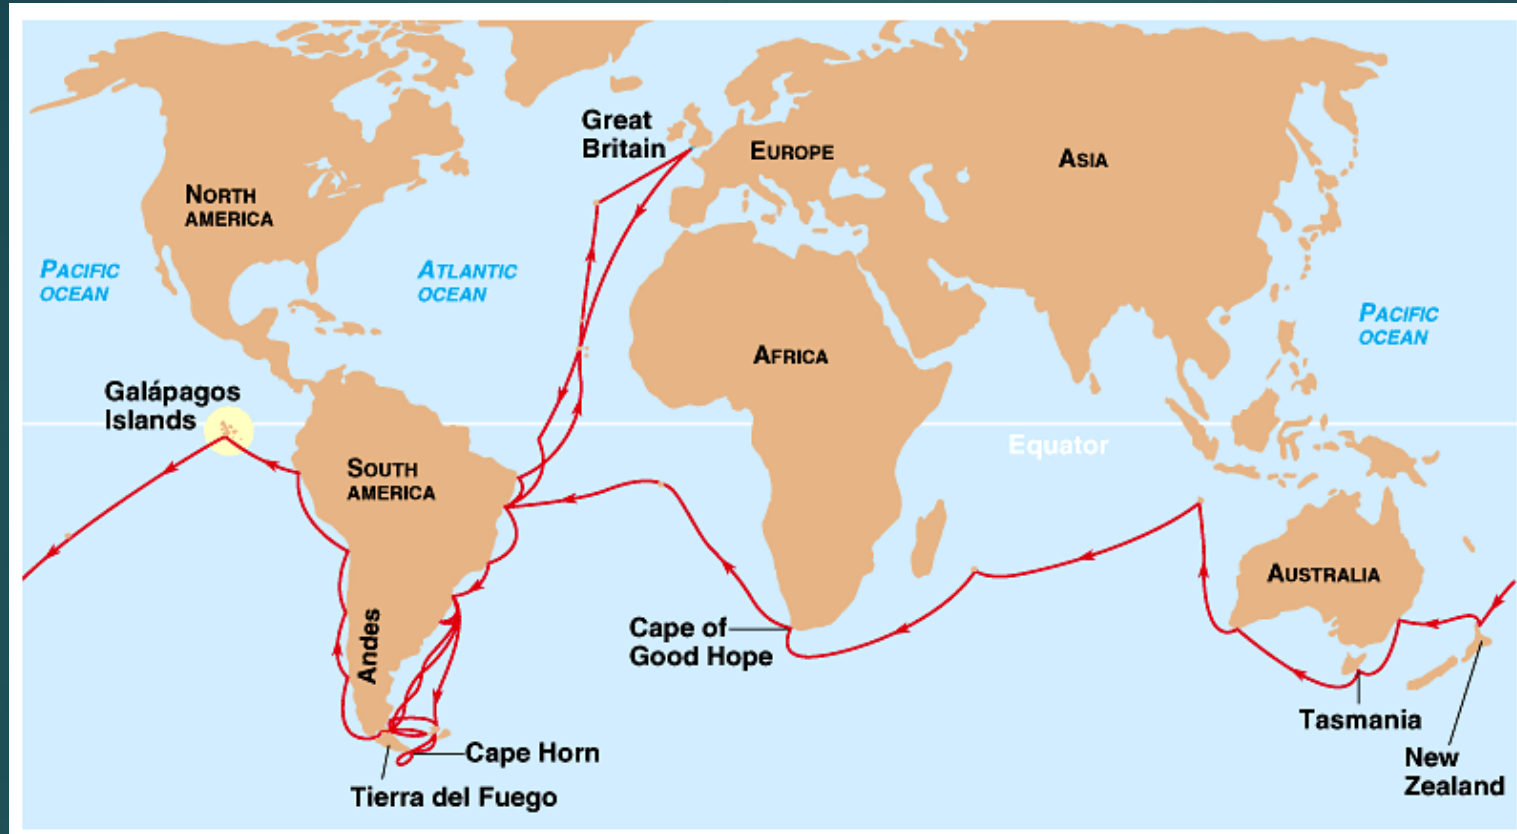 Great
Britain
EUROPE
ASIA
NORTH
AMERICA
PACIFIC
OCEAN
ATLANTIC
OCEAN
PACIFIC
OCEAN
AFRICA
Galápagos
Islands
Equator
SOUTH
AMERICA
AUSTRALIA
Andes
Cape of
Good Hope
Tasmania
Cape Horn
New
Zealand
Tierra del Fuego